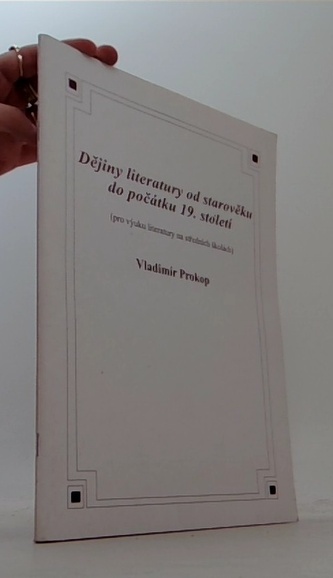 Dějiny literatury od starověku
do počátku 19. století
(pro výuku literatury na středních školách)
Vladimír Prokop